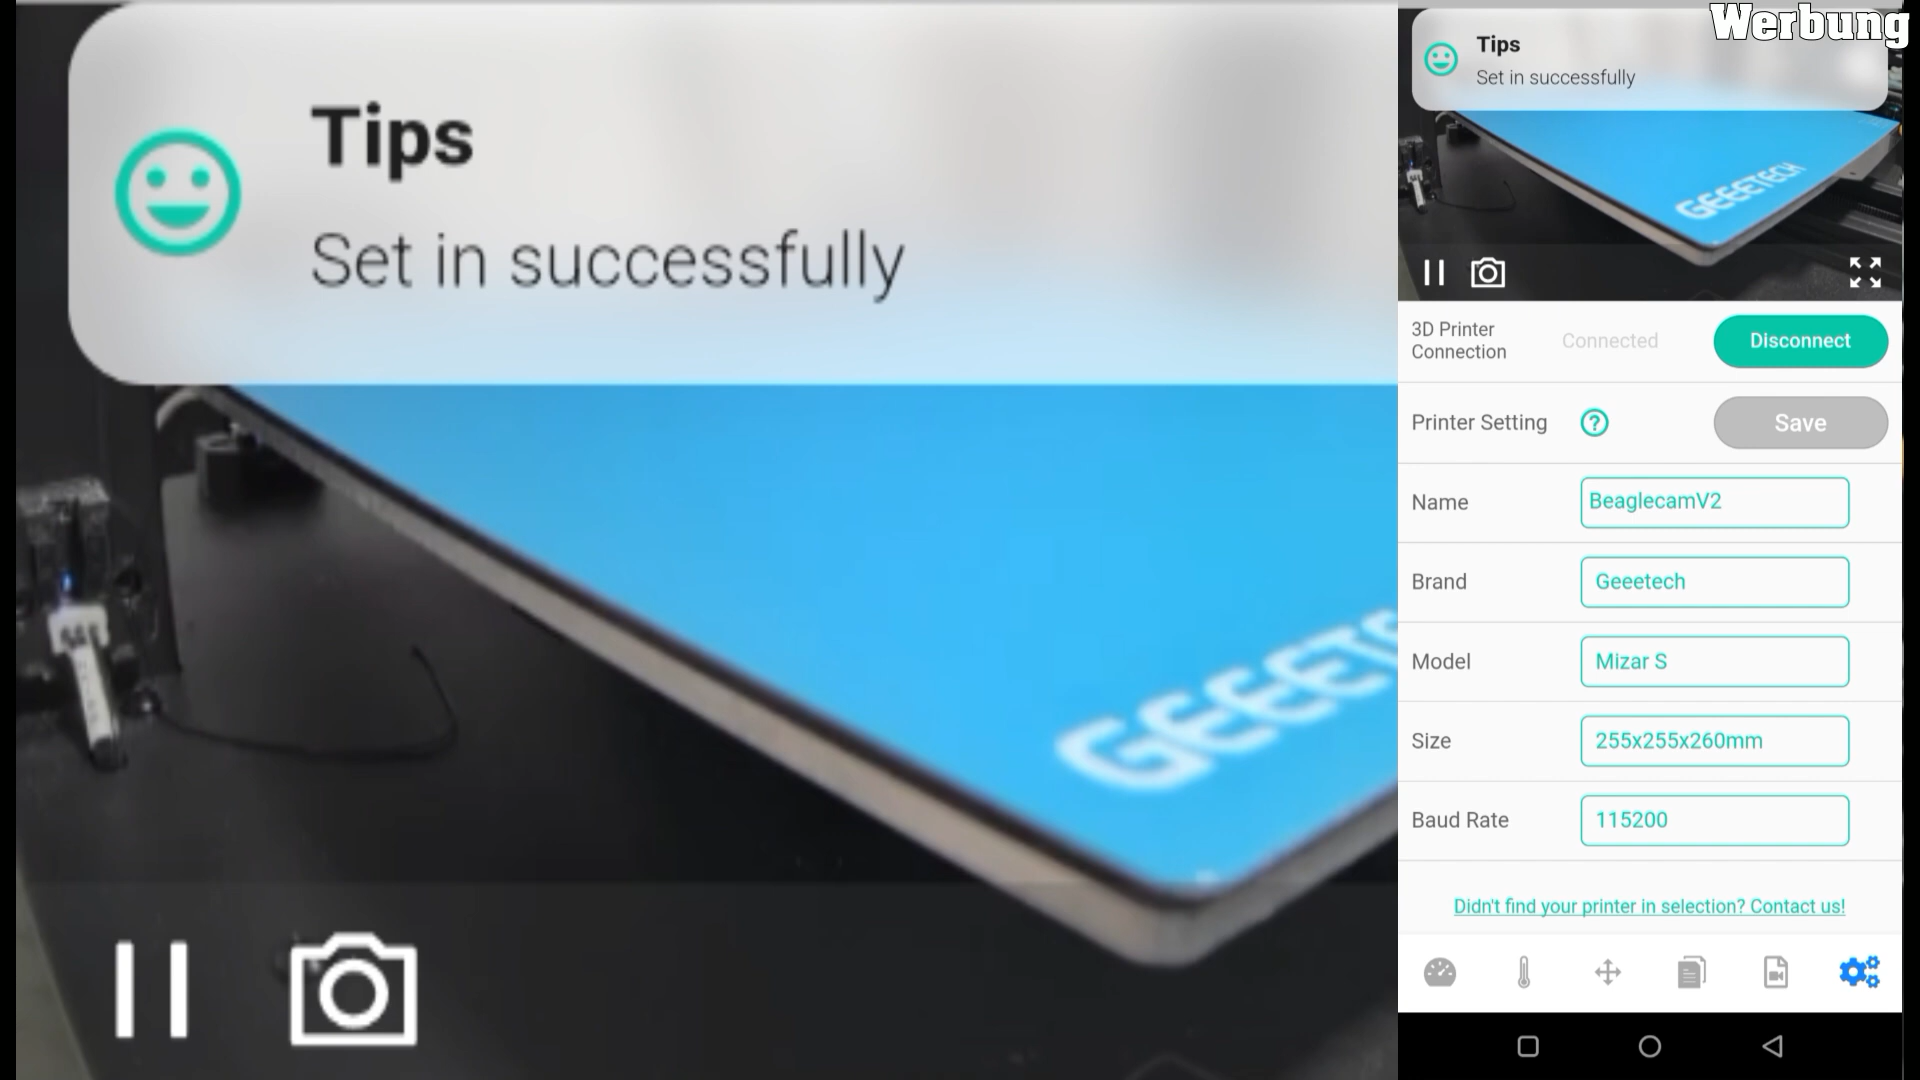 Tips
Set in successfully
GEEET
Werbung
Tips
Set in successfully
GEEETECH
3D Printer
Connection
Connected
Disconnect
Printer Setting
?
Save
Name
BeaglecamV2
Brand
Geeetech
Model
Mizar S
Size
255x255x260mm
Baud Rate
115200
Didn't find your printer in selection? Contact us!